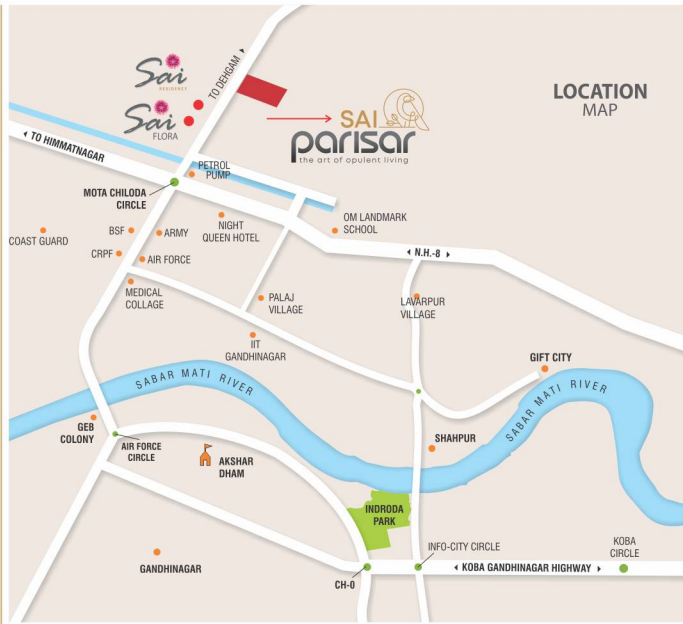 Sai
RESIDENCY
Sai
FLORA
TO DEHGAM
SAI
parisar
the art of opulent living
LOCATION
MAP
TO HIMMATNAGAR
PETROL
PUMP
MOTA CHILODA
CIRCLE
COAST GUARD
BSF
ARMY
NIGHT
QUEEN HOTEL
OM LANDMARK
SCHOOL
CRPF
AIR FORCE
N.H.-8
MEDICAL
COLLAGE
PALAJ
VILLAGE
LAVARPUR
VILLAGE
IIT
GANDHINAGAR
GIFT CITY
SABAR MATI RIVER
SABAR MATI RIVER
GEB
COLONY
AIR FORCE
CIRCLE
AKSHAR
DHAM
SHAHPUR
INDRODA
PARK
INFO-CITY CIRCLE
KOBA
CIRCLE
GANDHINAGAR
CH-0
KOBA GANDHINAGAR HIGHWAY